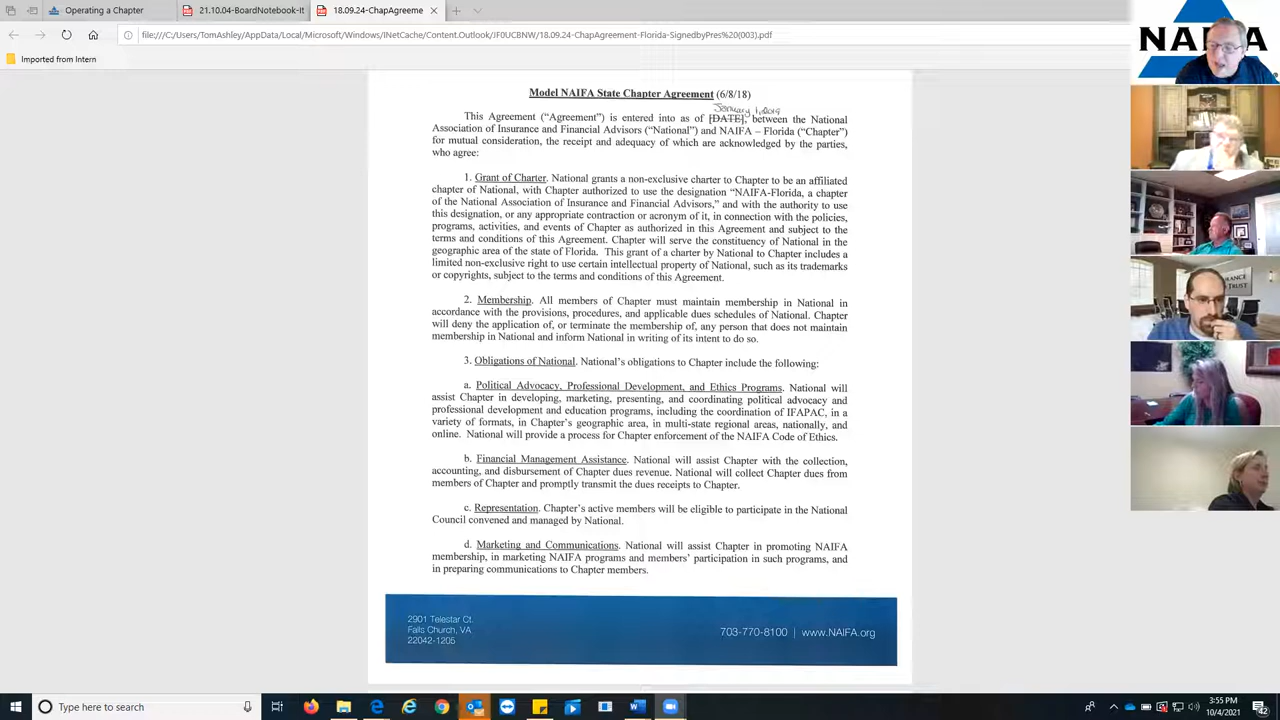 Operating a Chapter
21.10.04-BoardNotebook-It
18.09.24-ChapAgreeme
file:///C:/Users/TomAshley/AppData/Local/Microsoft/Windows/INetCache/Content.Outlook/JF0UCBNW/18.09.24-ChapAgreement-Florida-SignedbyPres%20(003).pdf
Imported from Intern
Model NAIFA State Chapter Agreement (6/8/18)
January 1, 2019
This Agreement (“Agreement”) is entered into as of [DATE], between the National
Association of Insurance and Financial Advisors (“National”) and NAIFA – Florida (“Chapter”)
for mutual consideration, the receipt and adequacy of which are acknowledged by the parties,
who agree:
1. Grant of Charter. National grants a non-exclusive charter to Chapter to be an affiliated
chapter of National, with Chapter authorized to use the designation “NAIFA-Florida, a chapter
of the National Association of Insurance and Financial Advisors,” and with the authority to use
this designation, or any appropriate contraction or acronym of it, in connection with the policies,
programs, activities, and events of Chapter as authorized in this Agreement and subject to the
terms and conditions of this Agreement. Chapter will serve the constituency of National in the
geographic area of the state of Florida. This grant of a charter by National to Chapter includes a
limited non-exclusive right to use certain intellectual property of National, such as its trademarks
or copyrights, subject to the terms and conditions of this Agreement.
2. Membership. All members of Chapter must maintain membership in National in
accordance with the provisions, procedures, and applicable dues schedules of National. Chapter
will deny the application of, or terminate the membership of, any person that does not maintain
membership in National and inform National in writing of its intent to do so.
3. Obligations of National. National’s obligations to Chapter include the following:
a. Political Advocacy, Professional Development, and Ethics Programs. National will
assist Chapter in developing, marketing, presenting, and coordinating political advocacy and
professional development and education programs, including the coordination of IFAPAC, in a
variety of formats, in Chapter’s geographic area, in multi-state regional areas, nationally, and
online. National will provide a process for Chapter enforcement of the NAIFA Code of Ethics.
b. Financial Management Assistance. National will assist Chapter with the collection,
accounting, and disbursement of Chapter dues revenue. National will collect Chapter dues from
members of Chapter and promptly transmit the dues receipts to Chapter.
c. Representation. Chapter’s active members will be eligible to participate in the National
Council convened and managed by National.
d. Marketing and Communications. National will assist Chapter in promoting NAIFA
membership, in marketing NAIFA programs and members’ participation in such programs, and
in preparing communications to Chapter members.
2901 Telestar Ct.
Falls Church, VA
22042-1205
703-770-8100 | www.NAIFA.org
Type here to search
3:55 PM
10/4/2021
42